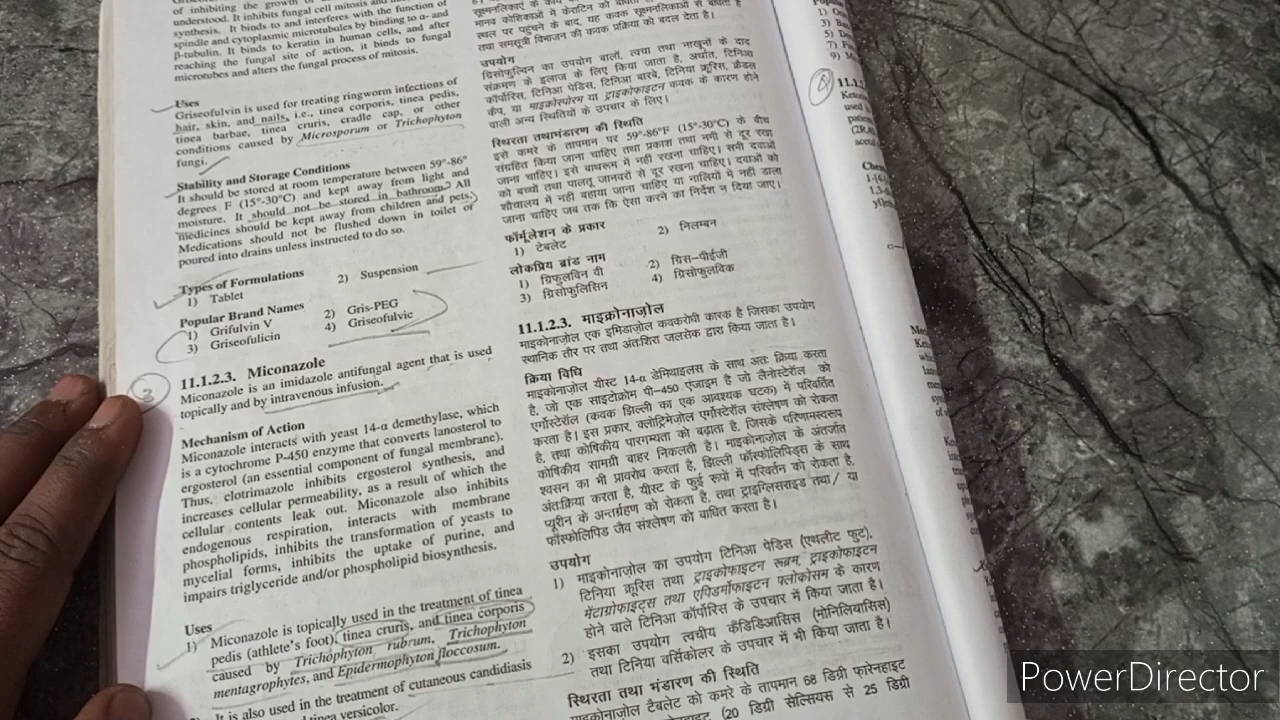 of inhibiting the growth of
understood. It inhibits fungal cell mitosis and
synthesis. It binds to and interferes with the function of
spindle and cytoplasmic microtubules by binding to α- and
β-tubulin. It binds to keratin in human cells, and after
reaching the fungal site of action, it binds to fungal
microtubes and alters the fungal process of mitosis.
Uses
Griseofulvin is used for treating ringworm infections of
hair, skin, and nails, i.e., tinea corporis, tinea pedis,
tinea barbae, tinea cruris, cradle cap, or other
conditions caused by Microsporum or Trichophyton
fungi.
Stability and Storage Conditions
It should be stored at room temperature between 59°-86°
degrees F (15°-30°C) and kept away from light and
moisture. It should not be stored in bathroom. All
medicines should be kept away from children and pets.
Medications should not be flushed down in toilet or
poured into drains unless instructed to do so.
Types of Formulations
1) Tablet 2) Suspension
Popular Brand Names
1) Grifulvin V 2) Gris-PEG
3) Griseofulicin 4) Griseofulvic
3
11.1.2.3. Miconazole
Miconazole is an imidazole antifungal agent that is used
topically and by intravenous infusion.
Mechanism of Action
Miconazole interacts with yeast 14-α demethylase, which
is a cytochrome P-450 enzyme that converts lanosterol to
ergosterol (an essential component of fungal membrane).
Thus, clotrimazole inhibits ergosterol synthesis, and
increases cellular permeability, as a result of which the
cellular contents leak out. Miconazole also inhibits
endogenous respiration, interacts with membrane
phospholipids, inhibits the transformation of yeasts to
mycelial forms, inhibits the uptake of purine, and
impairs triglyceride and/or phospholipid biosynthesis.
Uses
1) Miconazole is topically used in the treatment of tinea
pedis (athlete's foot), tinea cruris, and tinea corporis
caused by Trichophyton rubrum, Trichophyton
mentagrophytes, and Epidermophyton floccosum.
It is also used in the treatment of cutaneous candidiasis
tinea versicolor.
मानव कोशिकाओं में केराटिन को
स्थल पर पहुंचने के बाद, यह कवक सूक्ष्मनलिकाओं से
तथा समसूत्री विभाजन की कवक प्रक्रिया को बदल देता है।
उपयोग
ग्रिसोफुल्विन का उपयोग बालों, त्वचा तथा नाखूनों के दाद
संक्रमण के इलाज के लिए किया जाता है, अर्थात, टिनिआ
कॉर्पोरिस, टिनिआ पेडिस, टिनिआ बारबे, टिनिया क्रूरिस, क्रैडल
कैप, या माइक्रोस्पोरम या ट्राइकोफाइटन कवक के कारण होने
वाली अन्य स्थितियों के उपचार के लिए।
स्थिरता तथाभंडारण की स्थिति
इसे कमरे के तापमान पर 59°-86°F (15°-30°C) के बीच
संग्रहित किया जाना चाहिए तथा प्रकाश तथा नमी से दूर रखा
जाना चाहिए। इसे बाथरूम में नहीं रखना चाहिए। सभी दवाओं
को बच्चों तथा पालतू जानवरों से दूर रखना चाहिए। दवाओं को
शौचालय में नहीं बहाया जाना चाहिए या नालियों में नहीं डाला
जाना चाहिए जब तक कि ऐसा करने का निर्देश न दिया जाए।
फॉर्मूलेशन के प्रकार
1) टेबलेट 2) निलम्बन
लोकप्रिय ब्रांड नाम
1) ग्रिफुलविन वी 2) ग्रिस-पीईजी
3) ग्रिसोफुलिसिन 4) ग्रिसोफुलविक
11.1.2.3. माइक्रोनाज़ोल
माइकोनाज़ोल एक इमिडाज़ोल कवकरोधी कारक है जिसका उपयोग
स्थानिक तौर पर तथा अंतःशिरा जलसेक द्वारा किया जाता है।
क्रिया विधि
माइकोनाज़ोल यीस्ट 14-α डेमिथाइलस के साथ अतः क्रिया करता
है, जो एक साइटोक्रोम पी-450 एंजाइम है जो लैनोस्टेरॉल को
एर्गोस्टेरॉल (कवक झिल्ली का एक आवश्यक घटक) में परिवर्तित
करता है। इस प्रकार, क्लोट्रिमेज़ोल एर्गोस्टेरॉल संश्लेषण को रोकता
है, तथा कोषिकीय पारगम्यता को बढ़ाता है, जिसके परिणामस्वरूप
कोषिकीय सामग्री बाहर निकलती है। माइकोनाज़ोल के अंतर्जात
श्वसन का भी प्रावरोध करता है, झिल्ली फॉस्फोलिपिड्स के साथ
अंतःक्रिया करता है, यीस्ट के फुई रूपों में परिवर्तन को रोकता है,
प्यूरीन के अन्तर्ग्रहण को रोकता है, तथा ट्राइग्लिससराइड तथा/ या
फॉस्फोलिपिड जैव संश्लेषण को बाधित करता है।
उपयोग
1) माइकोनाज़ोल का उपयोग टिनिआ पेडिस (एथलीट फुट),
टिनिया क्रूरिस तथा ट्राइकोफाइटन रूब्रम, ट्राइकोफाइटन
मेंटाग्रोफाइट्स तथा एपिडर्मोफाइटन फ्लोकोसम के कारण
होने वाले टिनिआ कॉर्पोरिस के उपचार में किया जाता है।
2) इसका उपयोग त्वचीय कैंडिडिआसिस (मोनिलियासिस)
तथा टिनिया वर्सिकोलर के उपचार में भी किया जाता है।
स्थिरता तथा भंडारण की स्थिति
माइकोनाज़ोल टैबलेट को कमरे के तापमान 68 डिग्री फ़ारेनहाइट
(20 डिग्री सेल्सियस से 25 डिग्री
4
11.1.
PowerDirector